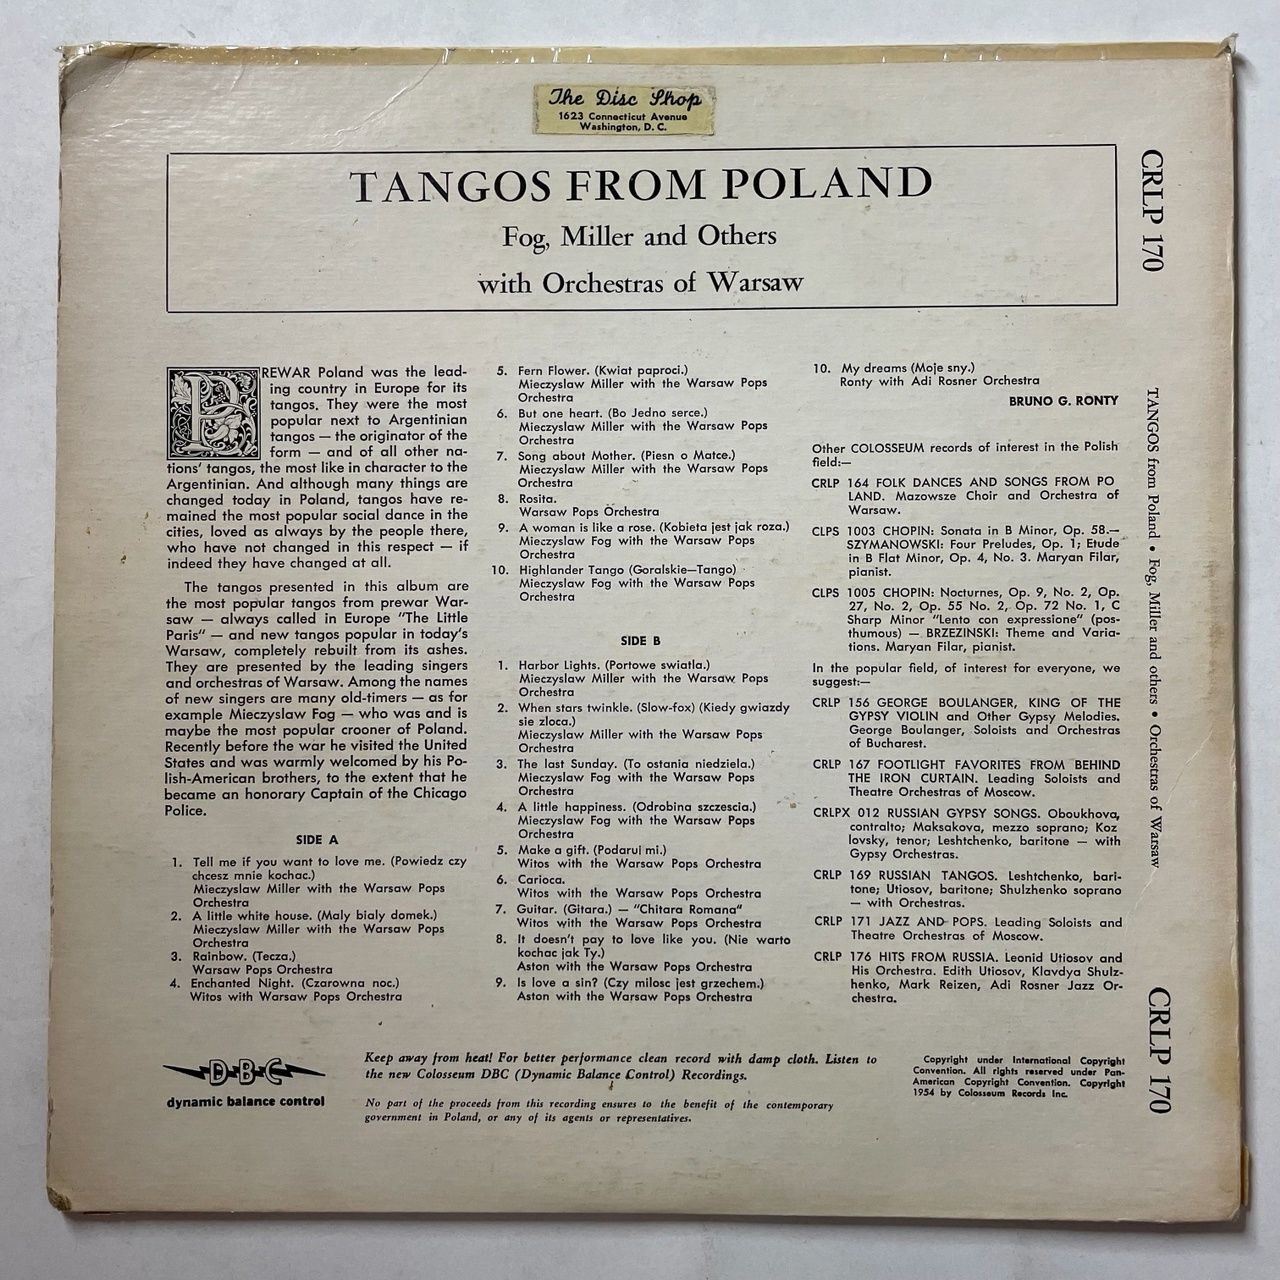 The Disc Shop
1623 Connecticut Avenue
Washington, D. C.
TANGOS FROM POLAND
Fog, Miller and Others
with Orchestras of Warsaw
PREWAR Poland was the lead-
ing country in Europe for its
tangos. They were the most
popular next to Argentinian
tangos — the originator of the
form — and of all other na-
tions' tangos, the most like in character to the
Argentinian. And although many things are
changed today in Poland, tangos have re-
mained the most popular social dance in the
cities, loved as always by the people there,
who have not changed in this respect — if
indeed they have changed at all.
The tangos presented in this album are
the most popular tangos from prewar War-
saw — always called in Europe "The Little
Paris" — and new tangos popular in today's
Warsaw, completely rebuilt from its ashes.
They are presented by the leading singers
and orchestras of Warsaw. Among the names
of new singers are many old-timers — as for
example Mieczyslaw Fog — who was and is
maybe the most popular crooner of Poland.
Recently before the war he visited the United
States and was warmly welcomed by his Po-
lish-American brothers, to the extent that he
became an honorary Captain of the Chicago
Police.
SIDE A
1. Tell me if you want to love me. (Powiedz czy
chcesz mnie kochac.)
Mieczyslaw Miller with the Warsaw Pops
Orchestra
2. A little white house. (Maly bialy domek.)
Mieczyslaw Miller with the Warsaw Pops
Orchestra
3. Rainbow. (Tecza.)
Warsaw Pops Orchestra
4. Enchanted Night. (Czarowna noc.)
Witos with Warsaw Pops Orchestra
5. Fern Flower. (Kwiat paproci.)
Mieczyslaw Miller with the Warsaw Pops
Orchestra
6. But one heart. (Bo Jedno serce.)
Mieczyslaw Miller with the Warsaw Pops
Orchestra
7. Song about Mother. (Piesn o Matce.)
Mieczyslaw Miller with the Warsaw Pops
Orchestra
8. Rosita.
Warsaw Pops Orchestra
9. A woman is like a rose. (Kobieta jest jak roza.)
Mieczyslaw Fog with the Warsaw Pops
Orchestra
10. Highlander Tango (Goralskie—Tango)
Mieczyslaw Fog with the Warsaw Pops
Orchestra
SIDE B
1. Harbor Lights. (Portowe swiatla.)
Mieczyslaw Miller with the Warsaw Pops
Orchestra
2. When stars twinkle. (Slow-fox) (Kiedy gwiazdy
sie zloca.)
Mieczyslaw Miller with the Warsaw Pops
Orchestra
3. The last Sunday. (To ostania niedziela.)
Mieczyslaw Fog with the Warsaw Pops
Orchestra
4. A little happiness. (Odrobina szczescia.)
Mieczyslaw Fog with the Warsaw Pops
Orchestra
5. Make a gift. (Podarui mi.)
Witos with the Warsaw Pops Orchestra
6. Carioca.
Witos with the Warsaw Pops Orchestra
7. Guitar. (Gitara.) — "Chitara Romana"
Witos with the Warsaw Pops Orchestra
8. It doesn't pay to love like you. (Nie warto
kochac jak Ty.)
Aston with the Warsaw Pops Orchestra
9. Is love a sin? (Czy milosc jest grzechem.)
Aston with the Warsaw Pops Orchestra
10. My dreams (Moje sny.)
Ronty with Adi Rosner Orchestra
BRUNO G. RONTY
Other COLOSSEUM records of interest in the Polish
field:—
CRLP 164 FOLK DANCES AND SONGS FROM PO
LAND. Mazowsze Choir and Orchestra of
Warsaw.
CLPS 1003 CHOPIN: Sonata in B Minor, Op. 58.—
SZYMANOWSKI: Four Preludes, Op. 1; Etude
in B Flat Minor, Op. 4, No. 3. Maryan Filar,
pianist.
CLPS 1005 CHOPIN: Nocturnes, Op. 9, No. 2, Op.
27, No. 2, Op. 55 No. 2, Op. 72 No. 1, C
Sharp Minor "Lento con expressione" (pos-
thumous) — BRZEZINSKI: Theme and Varia-
tions. Maryan Filar, pianist.
In the popular field, of interest for everyone, we
suggest:—
CRLP 156 GEORGE BOULANGER, KING OF THE
GYPSY VIOLIN and Other Gypsy Melodies.
George Boulanger, Soloists and Orchestras
of Bucharest.
CRLP 167 FOOTLIGHT FAVORITES FROM BEHIND
THE IRON CURTAIN. Leading Soloists and
Theatre Orchestras of Moscow.
CRLPX 012 RUSSIAN GYPSY SONGS. Oboukhova,
contralto; Maksakova, mezzo soprano; Koz
lovsky, tenor; Leshtchenko, baritone — with
Gypsy Orchestras.
CRLP 169 RUSSIAN TANGOS. Leshtchenko, bari-
tone; Utiosov, baritone; Shulzhenko soprano
— with Orchestras.
CRLP 171 JAZZ AND POPS. Leading Soloists and
Theatre Orchestras of Moscow.
CRLP 176 HITS FROM RUSSIA. Leonid Utiosov and
His Orchestra. Edith Utiosov, Klavdya Shulz-
henko, Mark Reizen, Adi Rosner Jazz Or-
chestra.
D·B·C
dynamic balance control
Keep away from heat! For better performance clean record with damp cloth. Listen to
the new Colosseum DBC (Dynamic Balance Control) Recordings.
No part of the proceeds from this recording ensures to the benefit of the contemporary
government in Poland, or any of its agents or representatives.
Copyright under International Copyright
Convention. All rights reserved under Pan-
American Copyright Convention. Copyright
1954 by Colosseum Records Inc.
CRLP 170
TANGOS from Poland • Fog, Miller and others • Orchestras of Warsaw
CRLP 170